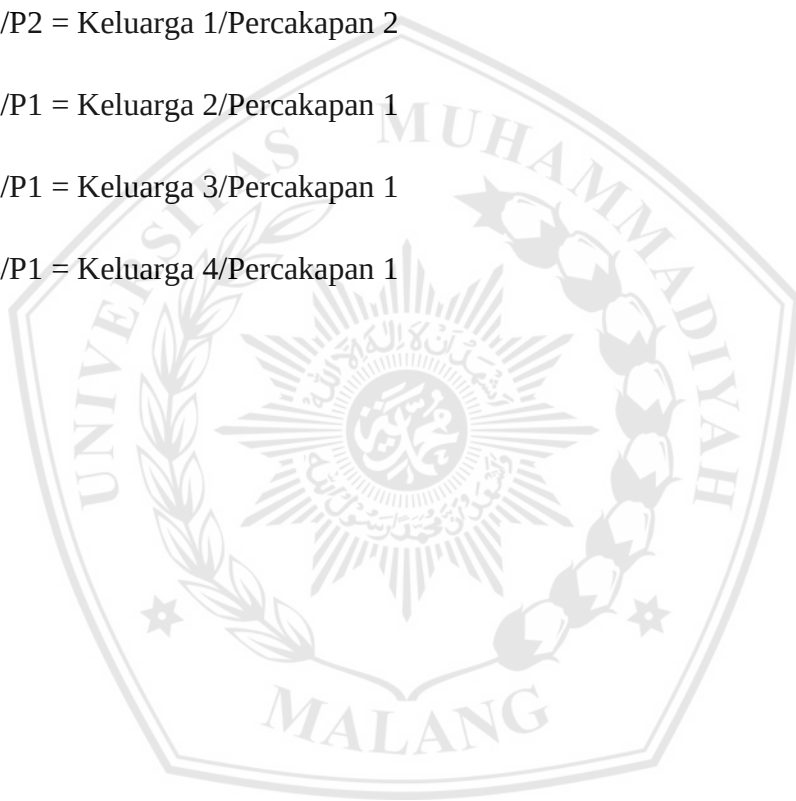 /P2 = Keluarga 1/Percakapan 2
/P1 = Keluarga 2/Percakapan 1
/P1 = Keluarga 3/Percakapan 1
/P1 = Keluarga 4/Percakapan 1
UNIVERSITAS MUHAMMADIYAH
MALANG